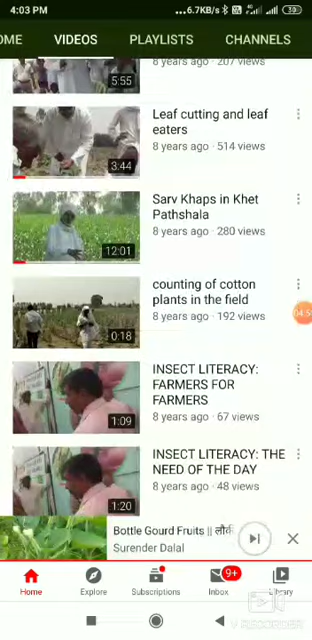 4:03 PM
...6.7KB/s
4G
39
OME VIDEOS PLAYLISTS CHANNELS
8 years ago · 207 views
5:55
Leaf cutting and leaf
eaters
8 years ago · 514 views
3:44
Sarv Khaps in Khet
Pathshala
8 years ago · 280 views
12:01
counting of cotton
plants in the field
8 years ago · 192 views
0:18
INSECT LITERACY:
FARMERS FOR
FARMERS
8 years ago · 67 views
1:09
INSECT LITERACY: THE
NEED OF THE DAY
8 years ago · 48 views
1:20
Bottle Gourd Fruits || लौकी
Surender Dalal
9+
Home Explore Subscriptions Inbox Library
V RECORDER